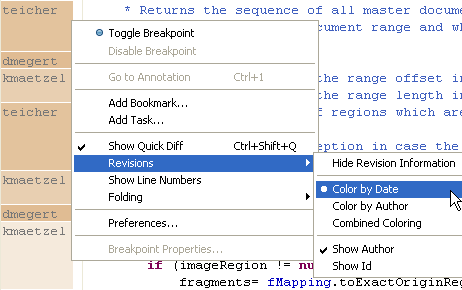 teicher
* Returns the sequence of all master docume
cument range and wh
Toggle Breakpoint
Disable Breakpoint
dmegert
kmaetzel
Go to Annotation Ctrl+1
the range offset in
the range length in
teicher
Add Bookmark...
Add Task...
f regions which are
Show Quick Diff Ctrl+Shift+Q
eption in case the
Revisions
Hide Revision Information
kmaetzel
Show Line Numbers
Color by Date
Folding
Color by Author
dmegert
kmaetzel
Preferences...
Combined Coloring
Breakpoint Properties...
Show Author
if (imageRegion != nu
Show Id
fragments= fMapping.toExactOriginRe